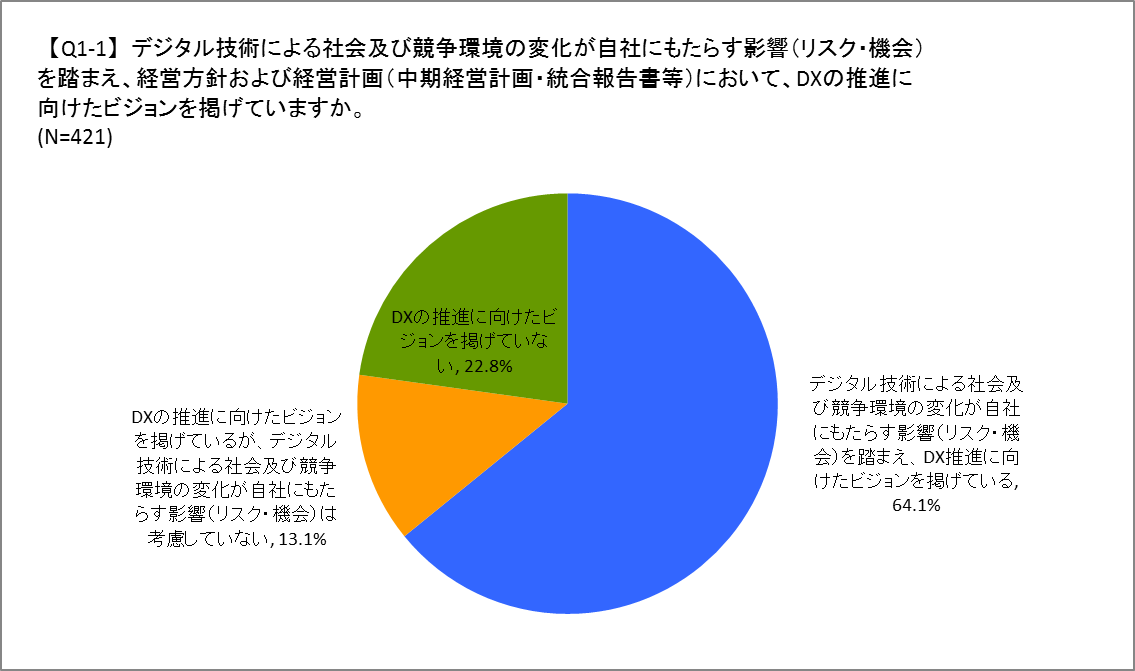 【Q1-1】 デジタル技術による社会及び競争環境の変化が自社にもたらす影響（リスク・機会）
を踏まえ、経営方針および経営計画（中期経営計画・統合報告書等）において、DXの推進に
向けたビジョンを掲げていますか。
(N=421)
DXの推進に向けたビ
ジョンを掲げていな
い, 22.8%
デジタル技術による社会及
び競争環境の変化が自社
にもたらす影響（リスク・機
会）を踏まえ、DX推進に向
けたビジョンを掲げている,
64.1%
DXの推進に向けたビジョン
を掲げているが、デジタル
技術による社会及び競争
環境の変化が自社にもた
らす影響（リスク・機会）は
考慮していない, 13.1%